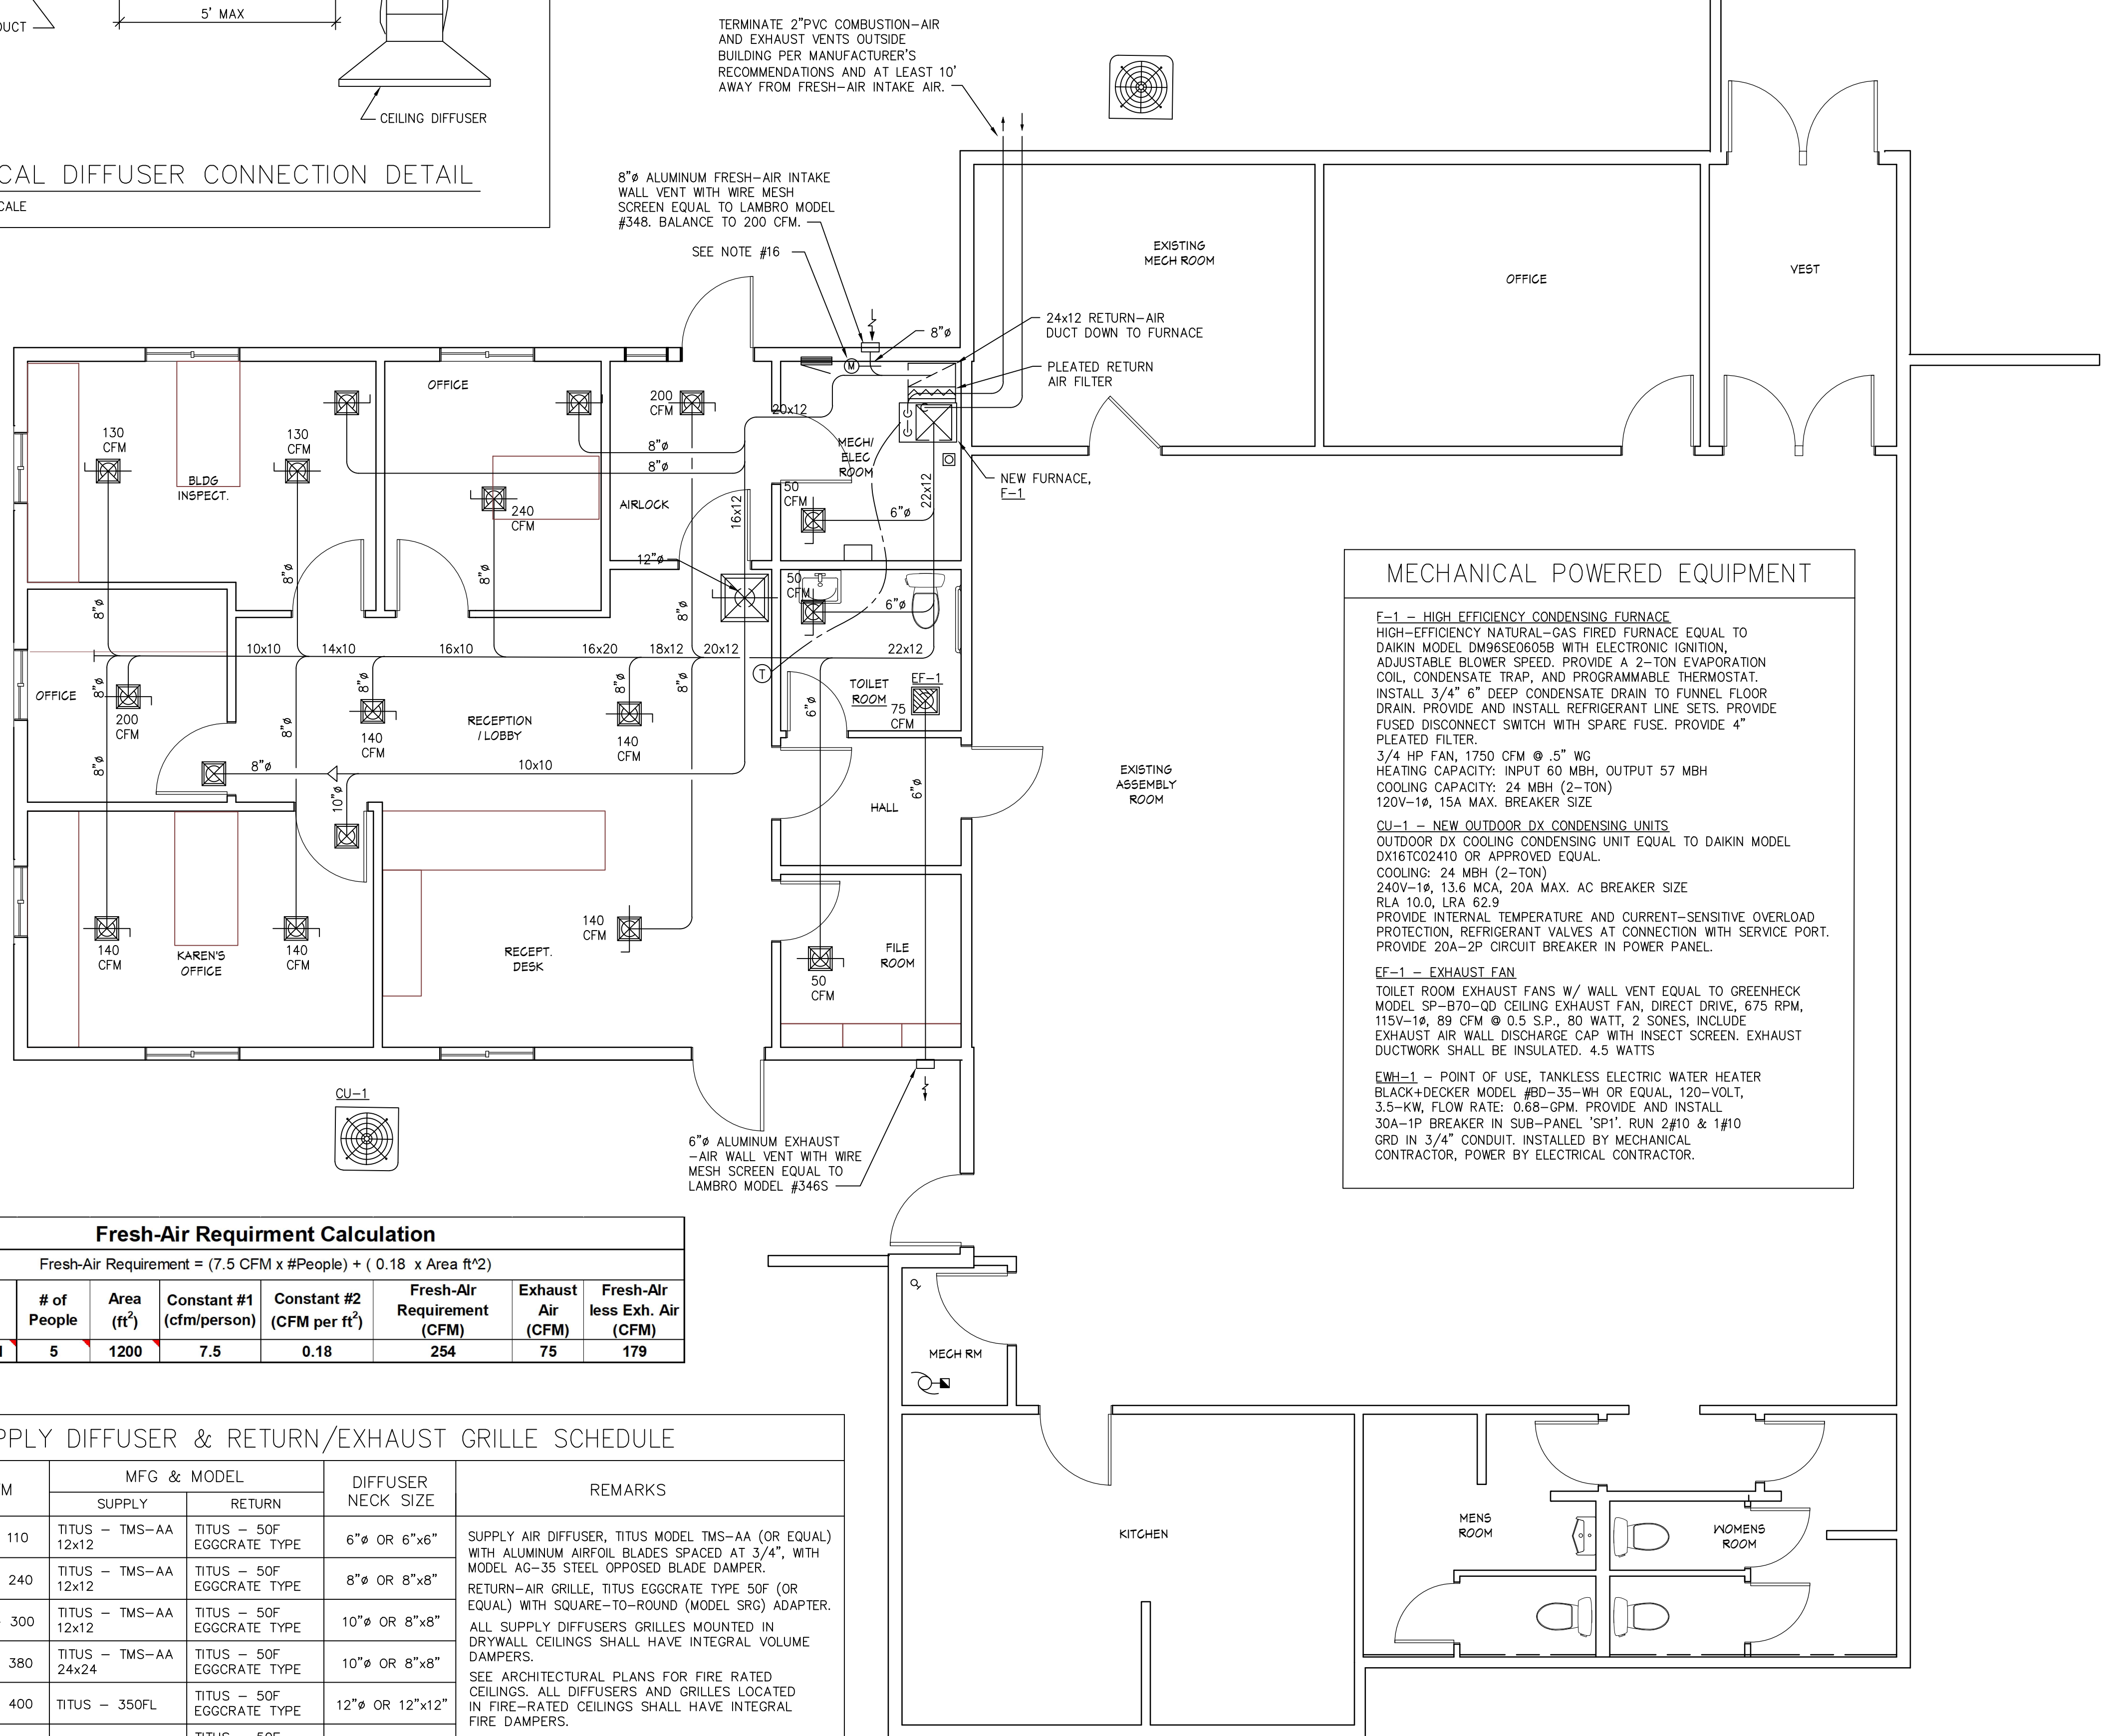 DUCT
5' MAX
CEILING DIFFUSER
ICAL DIFFUSER CONNECTION DETAIL
SCALE
TERMINATE 2"PVC COMBUSTION-AIR
AND EXHAUST VENTS OUTSIDE
BUILDING PER MANUFACTURER'S
RECOMMENDATIONS AND AT LEAST 10'
AWAY FROM FRESH-AIR INTAKE AIR.
8"ø ALUMINUM FRESH-AIR INTAKE
WALL VENT WITH WIRE MESH
SCREEN EQUAL TO LAMBRO MODEL
#348. BALANCE TO 200 CFM.
SEE NOTE #16
8"ø
24x12 RETURN-AIR
DUCT DOWN TO FURNACE
PLEATED RETURN
AIR FILTER
NEW FURNACE,
F-1
EXISTING
MECH ROOM
OFFICE
VEST
130
CFM
130
CFM
BLDG
INSPECT.
OFFICE
240
CFM
200
CFM
AIRLOCK
20x12
M
MECH/
ELEC
ROOM
50
CFM
6"ø
22x12
8"ø
8"ø
16x12
12"ø
50
CFM
6"ø
8"ø
8"ø
8"ø
8"ø
10x10
14x10
16x10
16x20
18x12
20x12
22x12
T
OFFICE
200
CFM
8"ø
8"ø
8"ø
8"ø
8"ø
8"ø
140
CFM
RECEPTION
/ LOBBY
140
CFM
TOILET
ROOM
EF-1
75
CFM
6"ø
6"ø
8"ø
10x10
10"ø
HALL
EXISTING
ASSEMBLY
ROOM
140
CFM
KAREN'S
OFFICE
140
CFM
140
CFM
RECEPT.
DESK
FILE
ROOM
50
CFM
CU-1
6"ø ALUMINUM EXHAUST
-AIR WALL VENT WITH WIRE
MESH SCREEN EQUAL TO
LAMBRO MODEL #346S
MECHANICAL POWERED EQUIPMENT
F-1 - HIGH EFFICIENCY CONDENSING FURNACE
HIGH-EFFICIENCY NATURAL-GAS FIRED FURNACE EQUAL TO
DAIKIN MODEL DM96SE0605B WITH ELECTRONIC IGNITION,
ADJUSTABLE BLOWER SPEED. PROVIDE A 2-TON EVAPORATION
COIL, CONDENSATE TRAP, AND PROGRAMMABLE THERMOSTAT.
INSTALL 3/4" 6" DEEP CONDENSATE DRAIN TO FUNNEL FLOOR
DRAIN. PROVIDE AND INSTALL REFRIGERANT LINE SETS. PROVIDE
FUSED DISCONNECT SWITCH WITH SPARE FUSE. PROVIDE 4"
PLEATED FILTER.
3/4 HP FAN, 1750 CFM @ .5" WG
HEATING CAPACITY: INPUT 60 MBH, OUTPUT 57 MBH
COOLING CAPACITY: 24 MBH (2-TON)
120V-1ø, 15A MAX. BREAKER SIZE
CU-1 - NEW OUTDOOR DX CONDENSING UNITS
OUTDOOR DX COOLING CONDENSING UNIT EQUAL TO DAIKIN MODEL
DX16TC02410 OR APPROVED EQUAL.
COOLING: 24 MBH (2-TON)
240V-1ø, 13.6 MCA, 20A MAX. AC BREAKER SIZE
RLA 10.0, LRA 62.9
PROVIDE INTERNAL TEMPERATURE AND CURRENT-SENSITIVE OVERLOAD
PROTECTION, REFRIGERANT VALVES AT CONNECTION WITH SERVICE PORT.
PROVIDE 20A-2P CIRCUIT BREAKER IN POWER PANEL.
EF-1 - EXHAUST FAN
TOILET ROOM EXHAUST FANS W/ WALL VENT EQUAL TO GREENHECK
MODEL SP-B70-QD CEILING EXHAUST FAN, DIRECT DRIVE, 675 RPM,
115V-1ø, 89 CFM @ 0.5 S.P., 80 WATT, 2 SONES, INCLUDE
EXHAUST AIR WALL DISCHARGE CAP WITH INSECT SCREEN. EXHAUST
DUCTWORK SHALL BE INSULATED. 4.5 WATTS
EWH-1 - POINT OF USE, TANKLESS ELECTRIC WATER HEATER
BLACK+DECKER MODEL #BD-35-WH OR EQUAL, 120-VOLT,
3.5-KW, FLOW RATE: 0.68-GPM. PROVIDE AND INSTALL
30A-1P BREAKER IN SUB-PANEL 'SP1'. RUN 2#10 & 1#10
GRD IN 3/4" CONDUIT. INSTALLED BY MECHANICAL
CONTRACTOR, POWER BY ELECTRICAL CONTRACTOR.
Fresh-Air Requirment Calculation
Fresh-Air Requirement = (7.5 CFM x #People) + ( 0.18 x Area ft^2)
# of People | Area (ft²) | Constant #1 (cfm/person) | Constant #2 (CFM per ft²) | Fresh-AIr Requirement (CFM) | Exhaust Air (CFM) | Fresh-AIr less Exh. Air (CFM)
5 | 1200 | 7.5 | 0.18 | 254 | 75 | 179
MECH RM
KITCHEN
MENS
ROOM
WOMENS
ROOM
PPLY DIFFUSER & RETURN/EXHAUST GRILLE SCHEDULE
MFG & MODEL
SUPPLY
RETURN
DIFFUSER
NECK SIZE
REMARKS
110
TITUS - TMS-AA
12x12
TITUS - 50F
EGGCRATE TYPE
6"ø OR 6"x6"
240
TITUS - TMS-AA
12x12
TITUS - 50F
EGGCRATE TYPE
8"ø OR 8"x8"
300
TITUS - TMS-AA
12x12
TITUS - 50F
EGGCRATE TYPE
10"ø OR 8"x8"
380
TITUS - TMS-AA
24x24
TITUS - 50F
EGGCRATE TYPE
10"ø OR 8"x8"
400
TITUS - 350FL
TITUS - 50F
EGGCRATE TYPE
12"ø OR 12"x12"
TITUS - 50F
SUPPLY AIR DIFFUSER, TITUS MODEL TMS-AA (OR EQUAL)
WITH ALUMINUM AIRFOIL BLADES SPACED AT 3/4", WITH
MODEL AG-35 STEEL OPPOSED BLADE DAMPER.
RETURN-AIR GRILLE, TITUS EGGCRATE TYPE 50F (OR
EQUAL) WITH SQUARE-TO-ROUND (MODEL SRG) ADAPTER.
ALL SUPPLY DIFFUSERS GRILLES MOUNTED IN
DRYWALL CEILINGS SHALL HAVE INTEGRAL VOLUME
DAMPERS.
SEE ARCHITECTURAL PLANS FOR FIRE RATED
CEILINGS. ALL DIFFUSERS AND GRILLES LOCATED
IN FIRE-RATED CEILINGS SHALL HAVE INTEGRAL
FIRE DAMPERS.